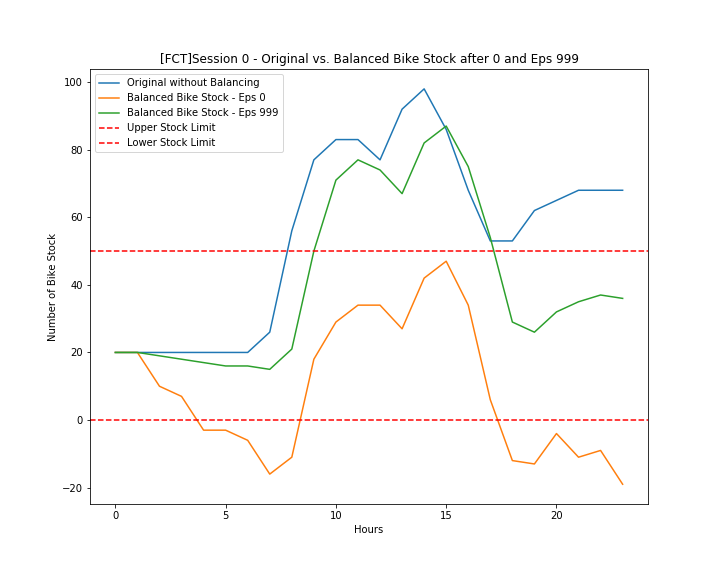 [FCT]Session 0 - Original vs. Balanced Bike Stock after 0 and Eps 999
Original without Balancing
Balanced Bike Stock - Eps 0
Balanced Bike Stock - Eps 999
Upper Stock Limit
Lower Stock Limit
Number of Bike Stock
100
80
60
40
20
0
−20
0
5
10
15
20
Hours